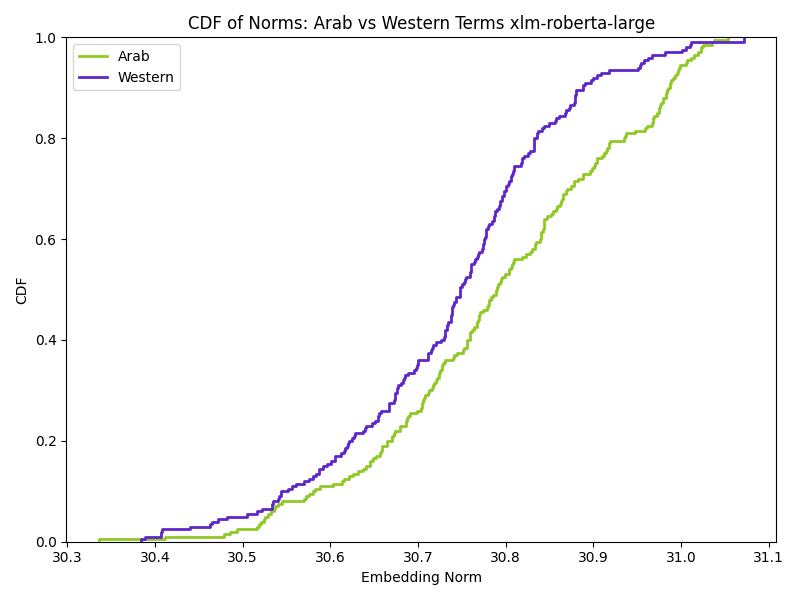 CDF of Norms: Arab vs Western Terms xlm-roberta-large
Arab
Western
CDF
1.0
0.8
0.6
0.4
0.2
0.0
30.3 30.4 30.5 30.6 30.7 30.8 30.9 31.0 31.1
Embedding Norm